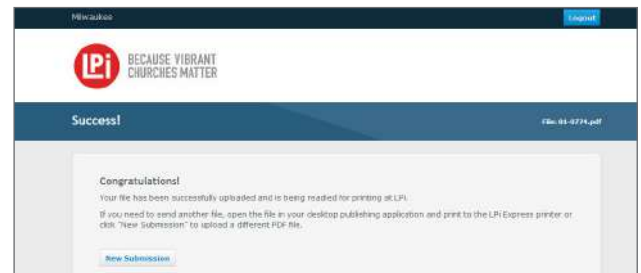 Milwaukee Logout
LPi BECAUSE VIBRANT
CHURCHES MATTER
Success! File: 01-0774.pdf
Congratulations!
Your file has been successfully uploaded and is being readied for printing at LPi.
If you need to send another file, open the file in your desktop publishing application and print to the LPi Express printer or
click "New Submission" to upload a different PDF file.
New Submission